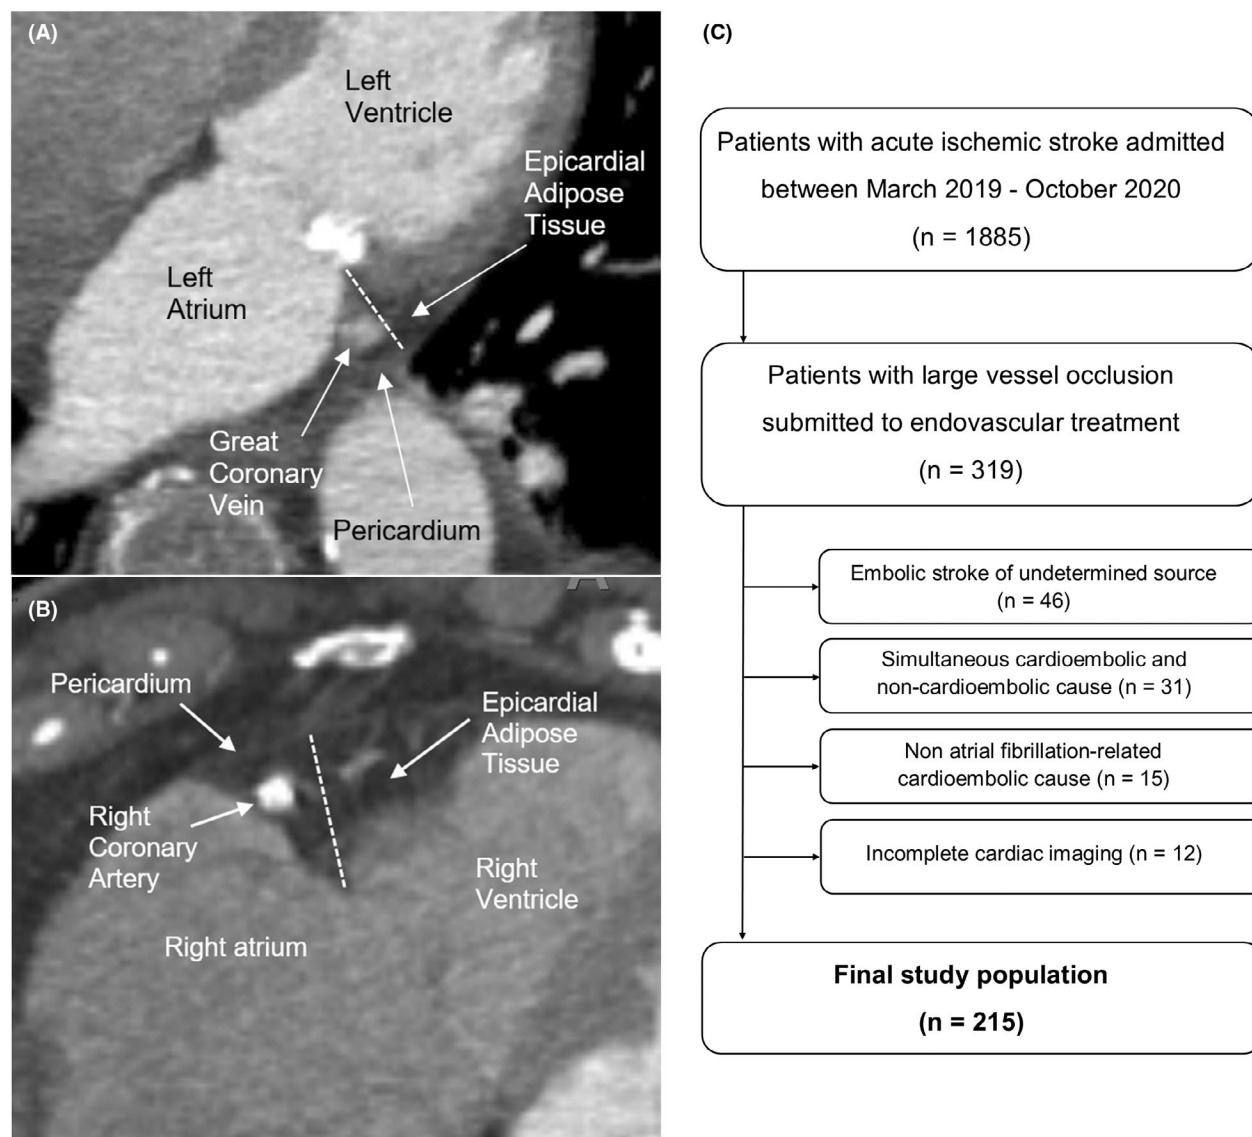 (A)
Left
Ventricle
Epicardial
Adipose
Tissue
Left
Atrium
Great
Coronary
Vein
Pericardium
(B)
Pericardium
Epicardial
Adipose
Tissue
Right
Coronary
Artery
Right
Ventricle
Right atrium
(C)
Patients with acute ischemic stroke admitted
between March 2019 - October 2020
(n = 1885)
Patients with large vessel occlusion
submitted to endovascular treatment
(n = 319)
Embolic stroke of undetermined source
(n = 46)
Simultaneous cardioembolic and
non-cardioembolic cause (n = 31)
Non atrial fibrillation-related
cardioembolic cause (n = 15)
Incomplete cardiac imaging (n = 12)
Final study population
(n = 215)